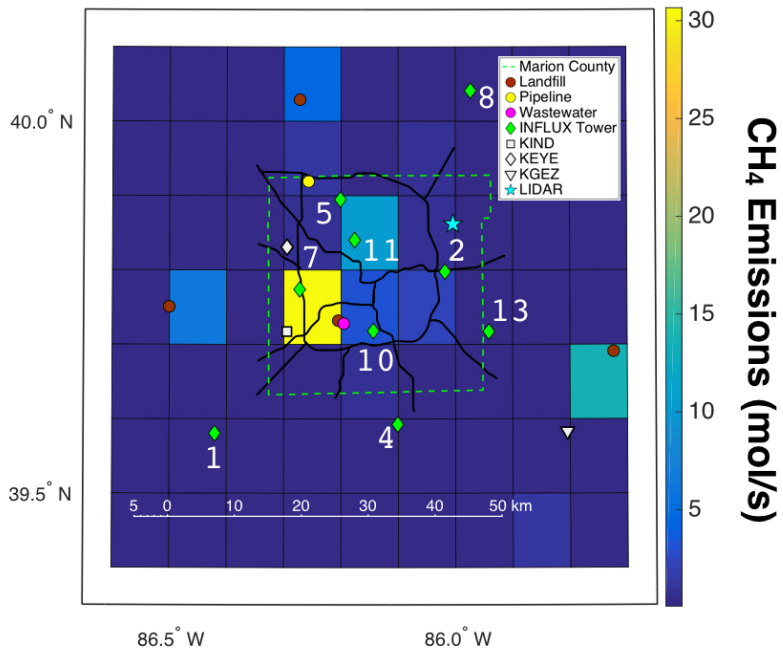 Marion County
Landfill
Pipeline
Wastewater
INFLUX Tower
KIND
KEYE
KGEZ
LIDAR
8
5
11
2
7
13
10
4
1
40.0° N
39.5° N
5 0 10 20 30 40 50 km
86.5° W 86.0° W
30
25
20
15
10
5
CH₄ Emissions (mol/s)